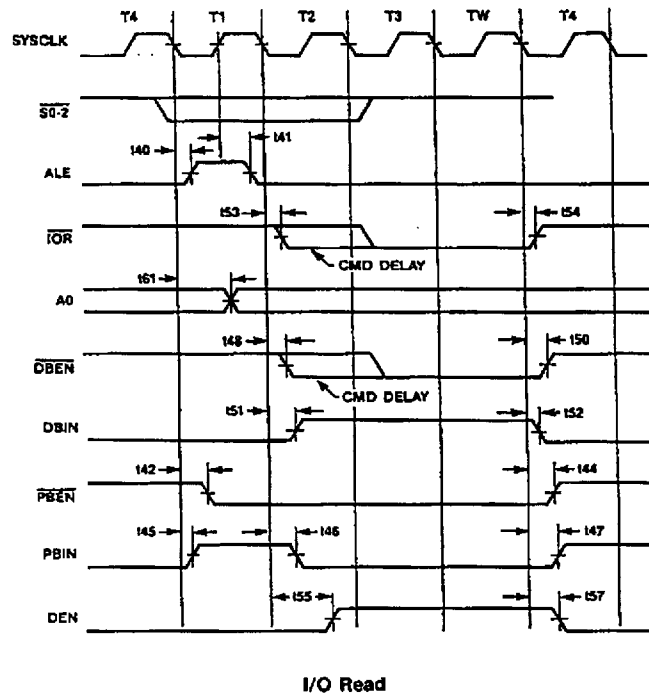 T4 T1 T2 T3 TW T4
SYSCLK
S0-2
t40 t41
ALE
t53 t54
IOR
CMD DELAY
t61
A0
t48 t50
DBEN
CMD DELAY
t51 t52
DBIN
t42 t44
PBEN
t45 t46 t47
PBIN
t55 t57
DEN
I/O Read